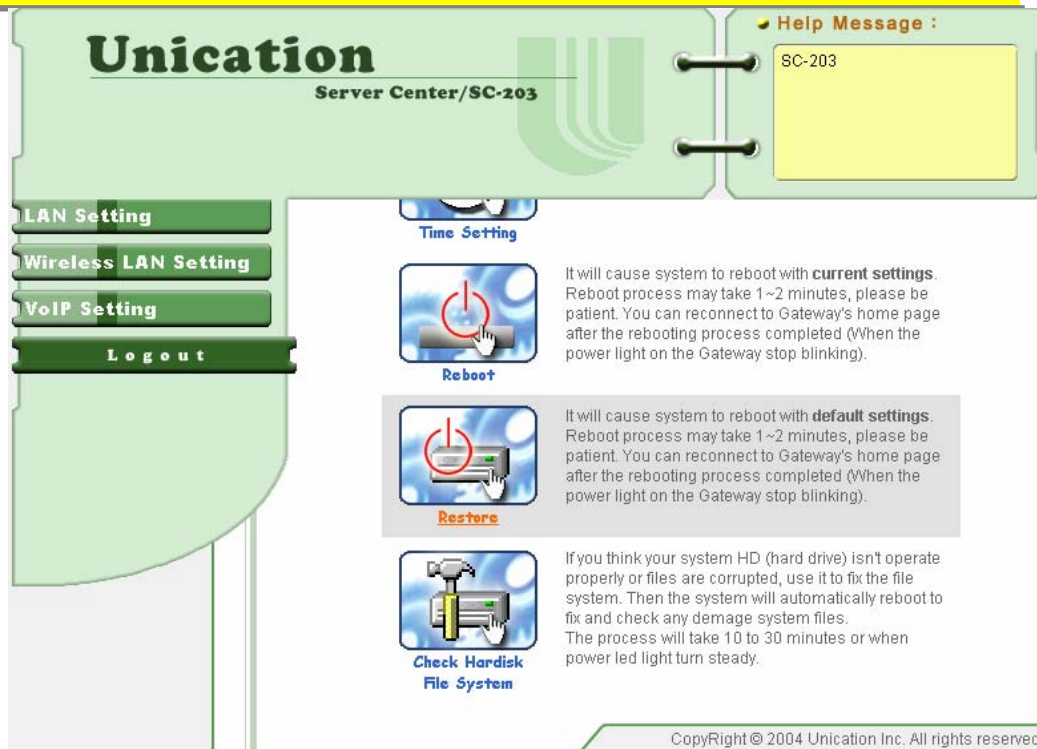 Unication
Server Center/SC-203
Help Message :
SC-203
LAN Setting
Wireless LAN Setting
VoIP Setting
Logout
Time Setting
It will cause system to reboot with current settings.
Reboot process may take 1~2 minutes, please be
patient. You can reconnect to Gateway's home page
after the rebooting process completed (When the
power light on the Gateway stop blinking).
Reboot
It will cause system to reboot with default settings.
Reboot process may take 1~2 minutes, please be
patient. You can reconnect to Gateway's home page
after the rebooting process completed (When the
power light on the Gateway stop blinking).
Restore
If you think your system HD (hard drive) isn't operate
properly or files are corrupted, use it to fix the file
system. Then the system will automatically reboot to
fix and check any demage system files.
The process will take 10 to 30 minutes or when
power led light turn steady.
Check Hardisk
File System
CopyRight © 2004 Unication Inc. All rights reserved